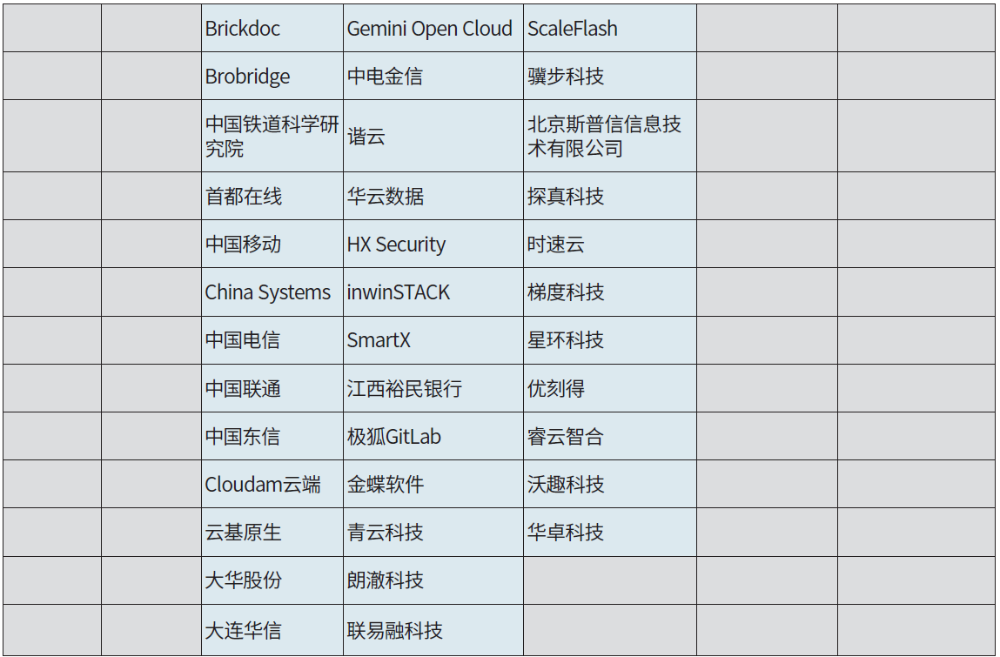 Brickdoc Gemini Open Cloud ScaleFlash
Brobridge 中电金信 骥步科技
中国铁道科学研 谐云 北京斯普信信息技
究院 术有限公司
首都在线 华云数据 探真科技
中国移动 HX Security 时速云
China Systems inwinSTACK 梯度科技
中国电信 SmartX 星环科技
中国联通 江西裕民银行 优刻得
中国东信 极狐GitLab 睿云智合
Cloudam云端 金蝶软件 沃趣科技
云基原生 青云科技 华卓科技
大华股份 朗澈科技
大连华信 联易融科技